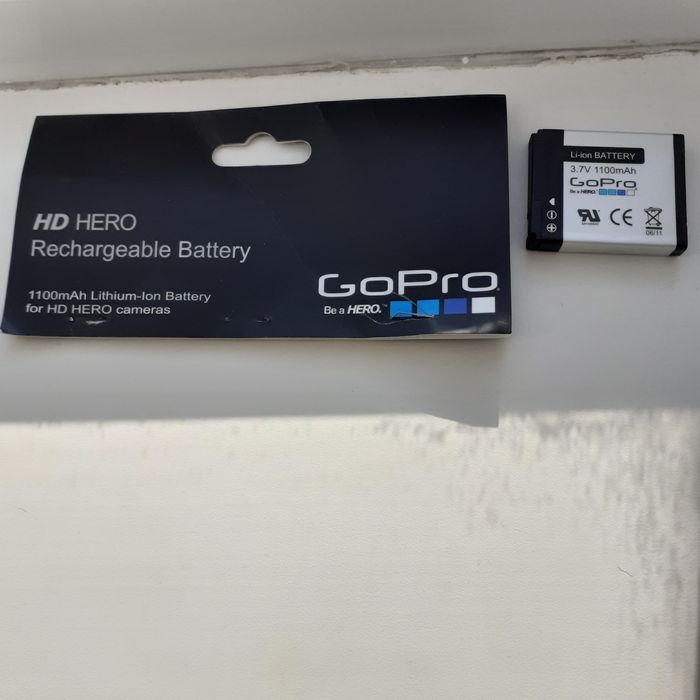 HD HERO
Rechargeable Battery
1100mAh Lithium-Ion Battery
for HD HERO cameras
GoPro
Be a HERO.™
Li-ion BATTERY
3.7V 1100mAh
GoPro
Be a HERO.
CE
06/11